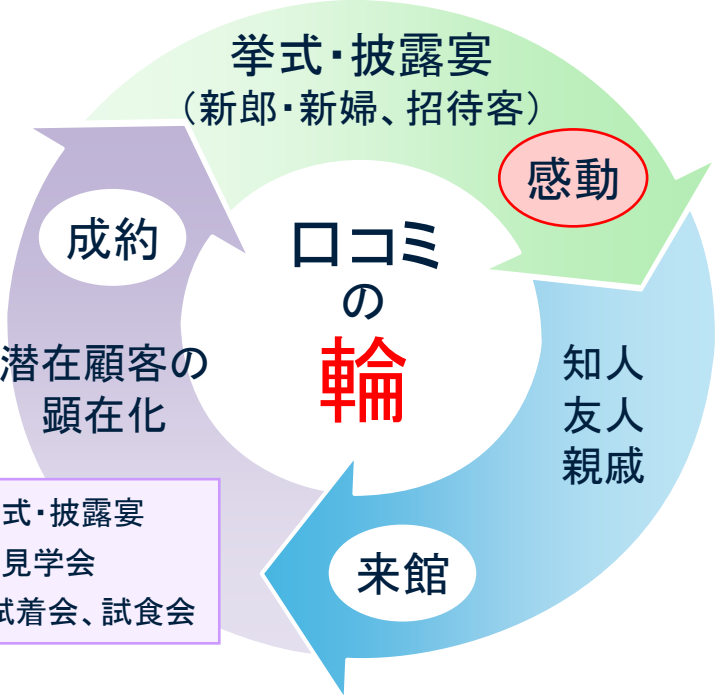 挙式・披露宴
（新郎・新婦、招待客）
感動
口コミ
の
輪
成約
潜在顧客の
顕在化
知人
友人
親戚
来館
式・披露宴
見学会
試着会、試食会